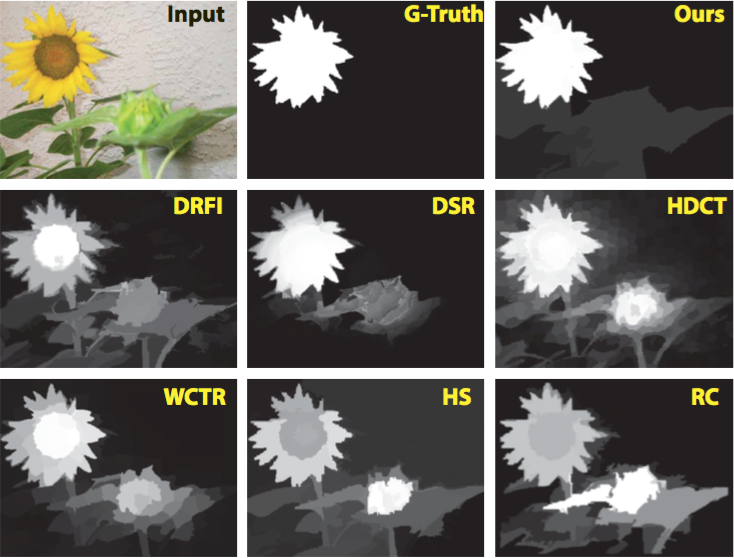 Input
G-Truth
Ours
DRFI
DSR
HDCT
WCTR
HS
RC